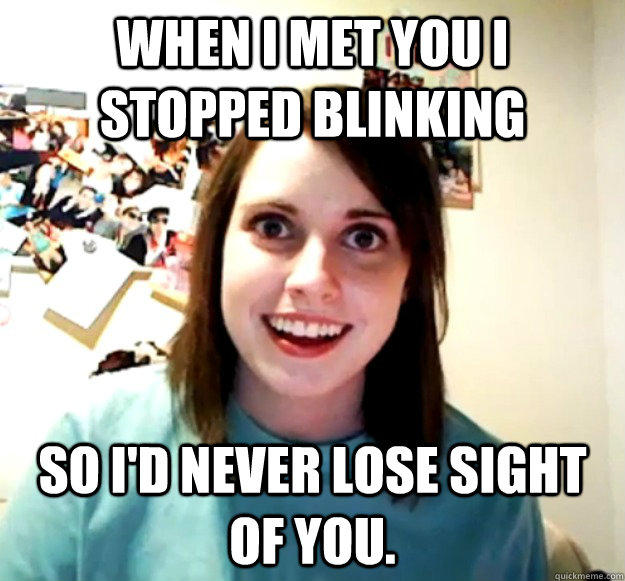 WHEN I MET YOU I
STOPPED BLINKING
SO I'D NEVER LOSE SIGHT
OF YOU.
quickmeme.com